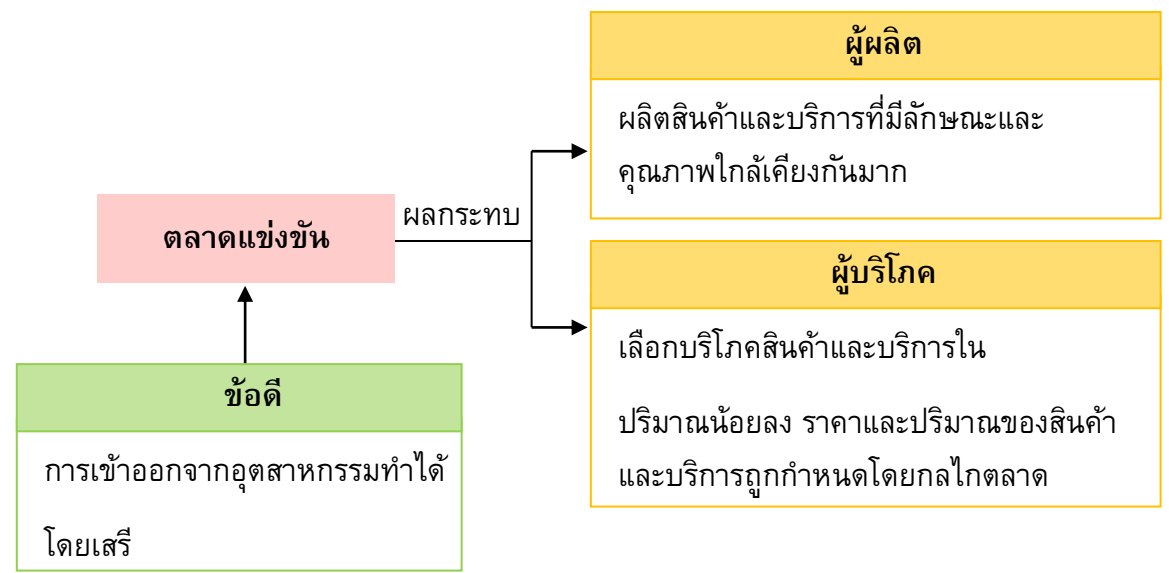 ผู้ผลิต
ผลิตสินค้าและบริการที่มีลักษณะและ
คุณภาพใกล้เคียงกันมาก
ผลกระทบ
ตลาดแข่งขัน
ผู้บริโภค
เลือกบริโภคสินค้าและบริการใน
ปริมาณน้อยลง ราคาและปริมาณของสินค้า
และบริการถูกกำหนดโดยกลไกตลาด
ข้อดี
การเข้าออกจากอุตสาหกรรมทำได้
โดยเสรี